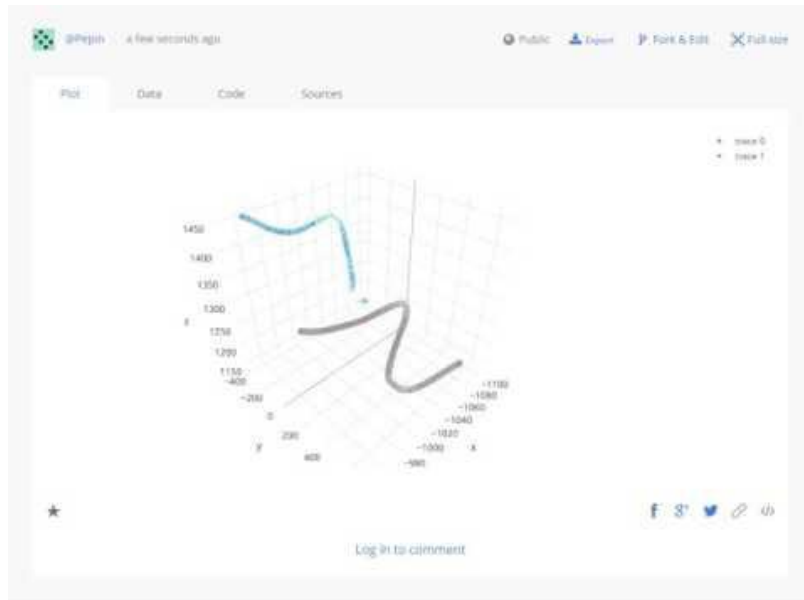 @Pepin a few seconds ago Public Export Fork & Edit Full size
Plot Data Code Sources
trace 0
trace 1
1450
1400
1350
1300
z
1250
1200
1150
-400
-200
0
200
400
y
-1100
-1080
-1060
-1040
-1020
-1000
-980
x
Log in to comment